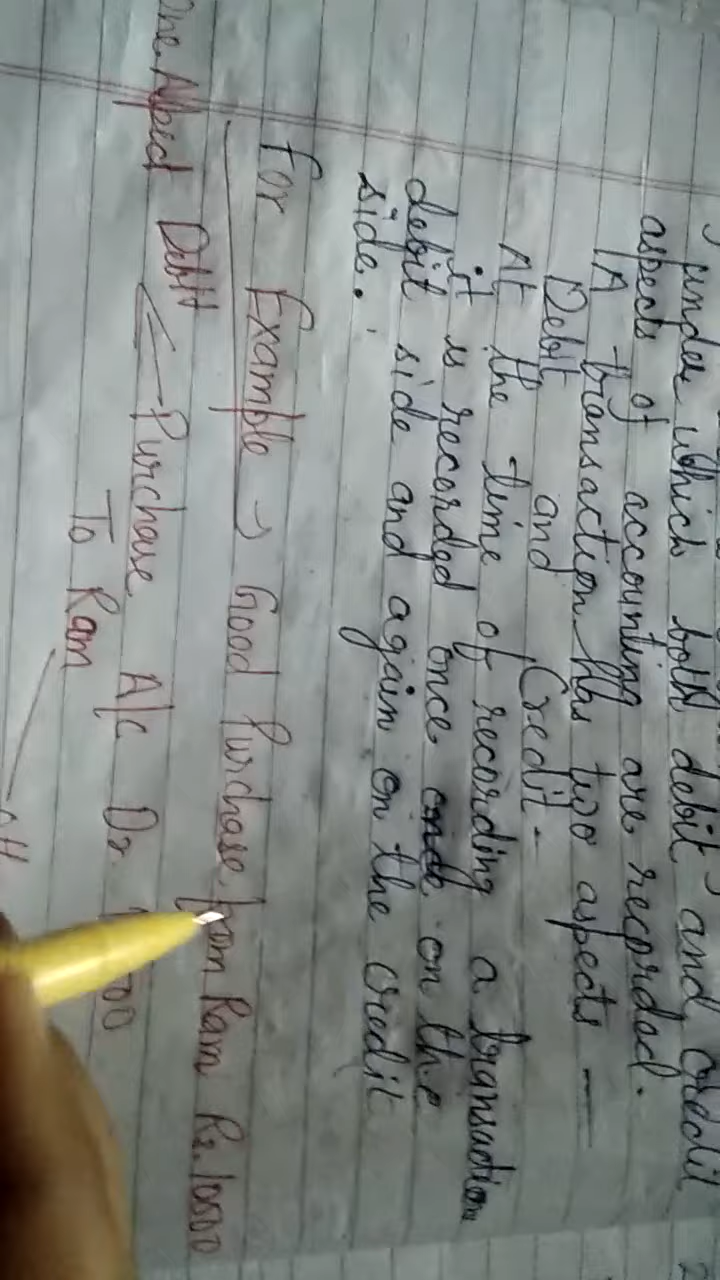 under which both debit and credit
aspects of accounting are recorded.
A transaction has two aspects —
Debit and Credit -
At the time of recording a transaction
it is recorded once on the
debit side and again on the credit
side.
for Example → Good Purchase from Ram Rs. 10500
One Aspect Debit Purchase A/c Dr.
To Ram